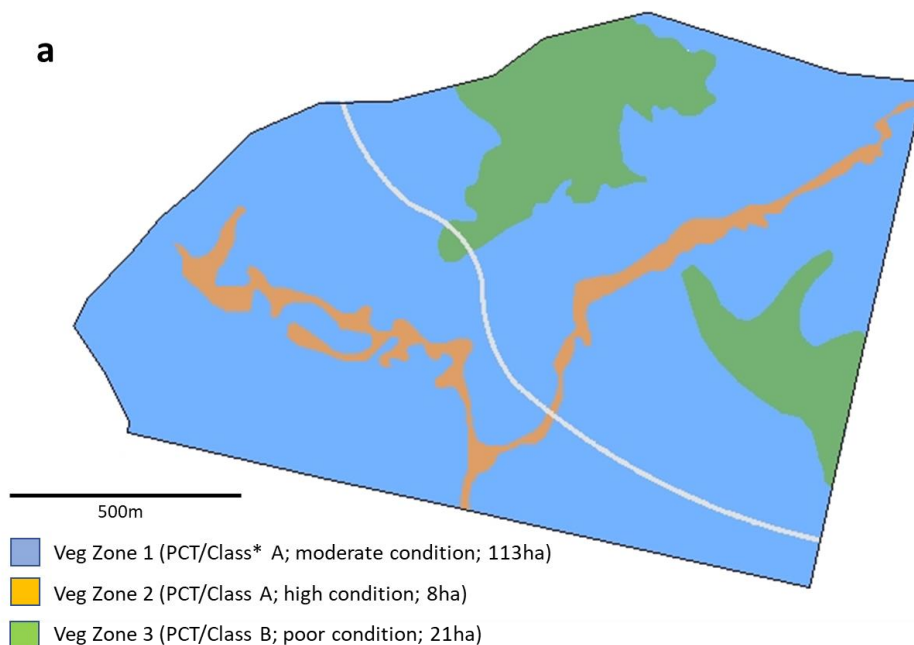 a
500m
Veg Zone 1 (PCT/Class* A; moderate condition; 113ha)
Veg Zone 2 (PCT/Class A; high condition; 8ha)
Veg Zone 3 (PCT/Class B; poor condition; 21ha)